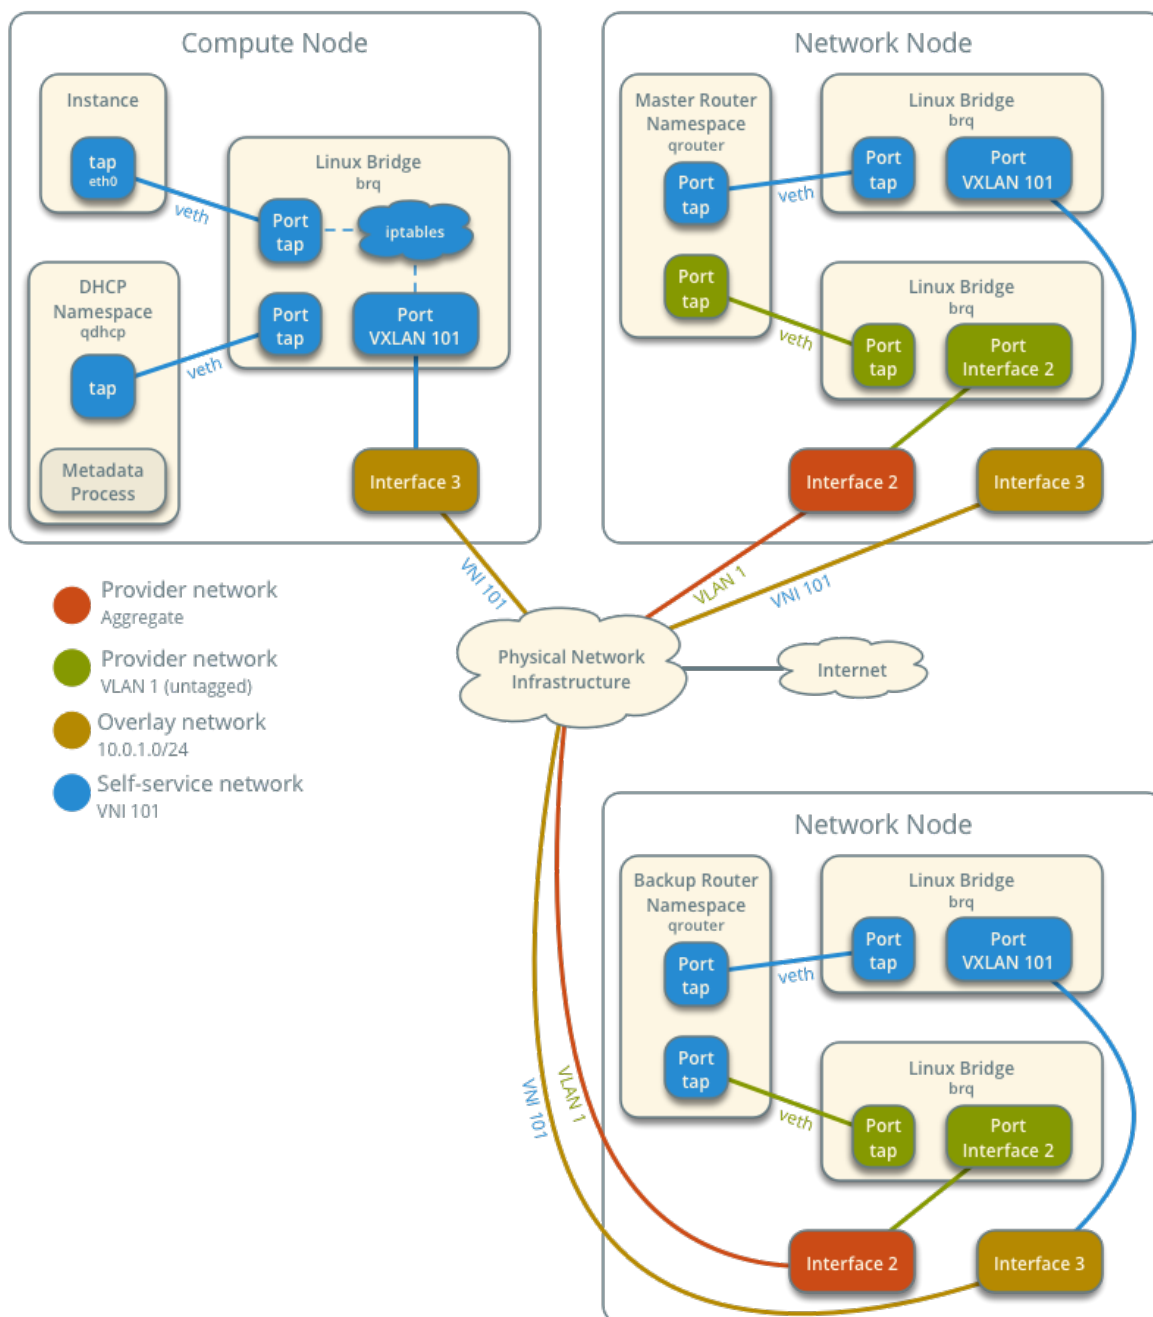 Compute Node
Instance
tap
eth0
veth
Linux Bridge
brq
Port
tap
iptables
DHCP
Namespace
qdhcp
tap
veth
Port
tap
Port
VXLAN 101
Metadata
Process
Interface 3
VNI 101
Network Node
Master Router
Namespace
qrouter
Port
tap
veth
Linux Bridge
brq
Port
tap
Port
VXLAN 101
Port
tap
veth
Linux Bridge
brq
Port
tap
Port
Interface 2
Interface 2
Interface 3
VLAN 1
VNI 101
Provider network
Aggregate
Provider network
VLAN 1 (untagged)
Overlay network
10.0.1.0/24
Self-service network
VNI 101
Physical Network
Infrastructure
Internet
VNI 101
VLAN 1
Network Node
Backup Router
Namespace
qrouter
Port
tap
veth
Linux Bridge
brq
Port
tap
Port
VXLAN 101
Port
tap
veth
Linux Bridge
brq
Port
tap
Port
Interface 2
Interface 2
Interface 3